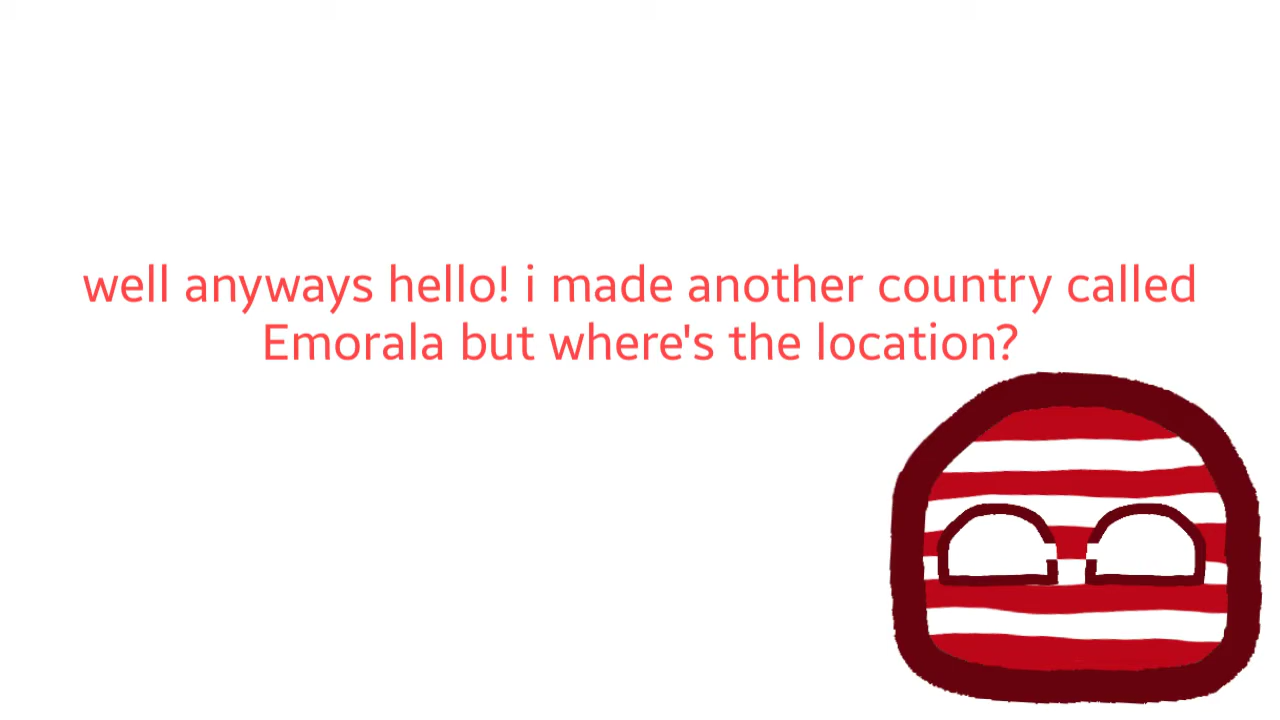 well anyways hello! i made another country called
Emorala but where's the location?